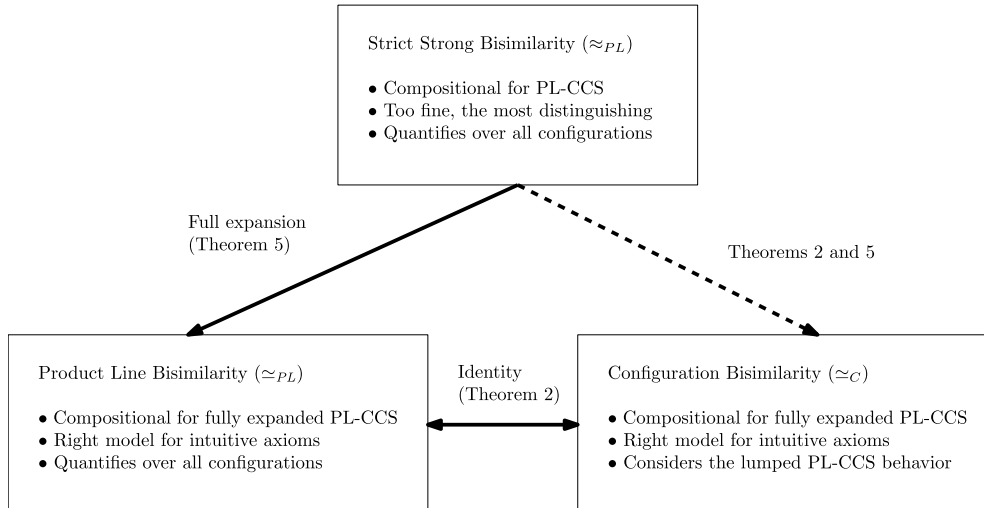 Strict Strong Bisimilarity (≈PL)
• Compositional for PL-CCS
• Too fine, the most distinguishing
• Quantifies over all configurations
Full expansion
(Theorem 5)
Theorems 2 and 5
Product Line Bisimilarity (≃PL)
• Compositional for fully expanded PL-CCS
• Right model for intuitive axioms
• Quantifies over all configurations
Identity
(Theorem 2)
Configuration Bisimilarity (≃C)
• Compositional for fully expanded PL-CCS
• Right model for intuitive axioms
• Considers the lumped PL-CCS behavior